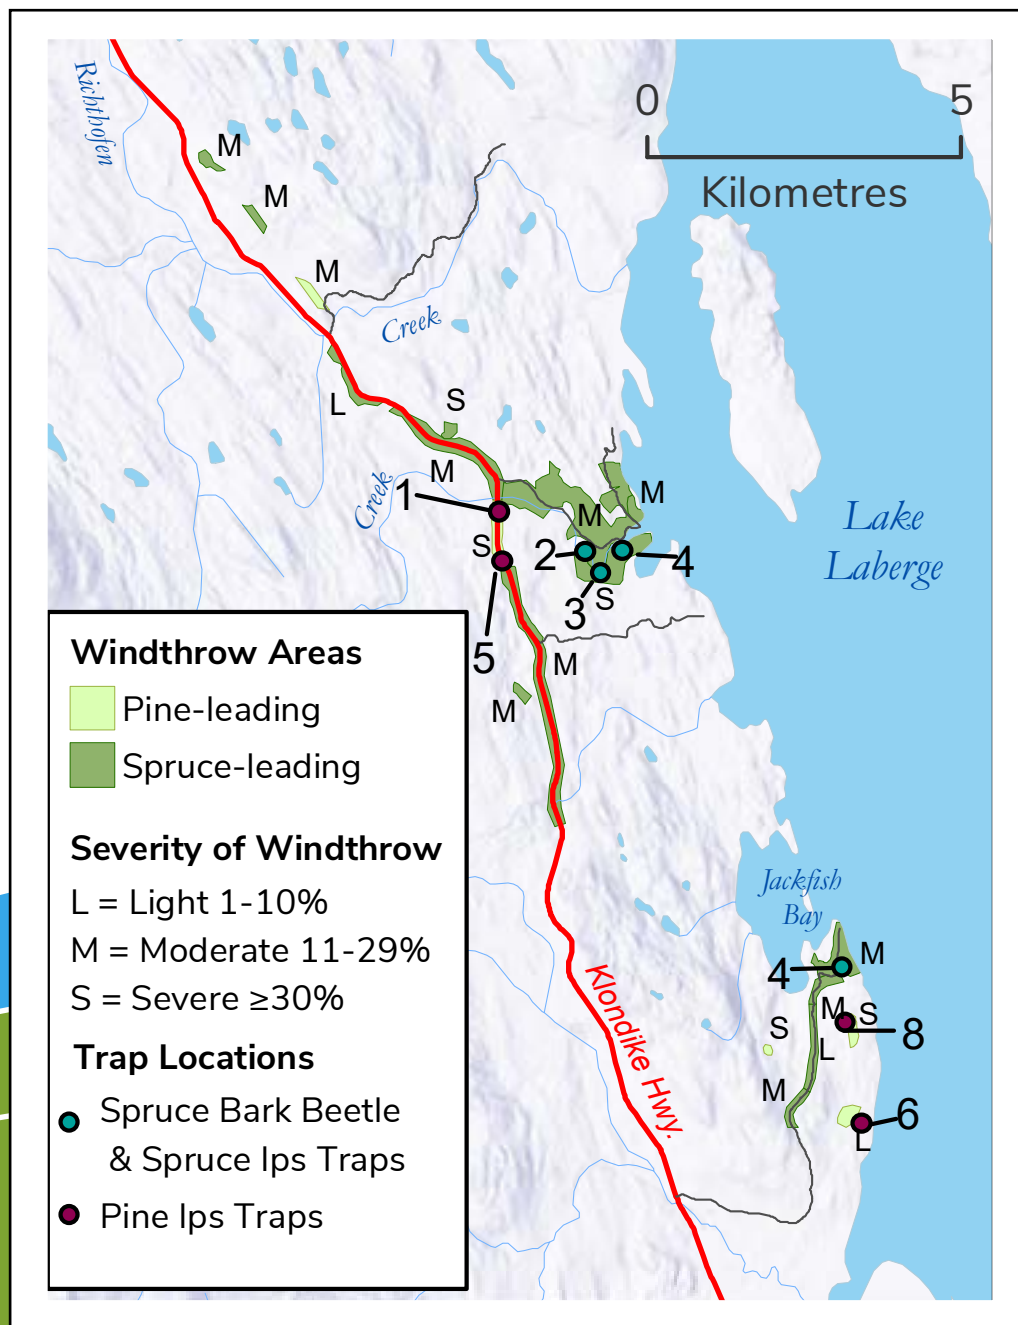 Richthofen
0
5
Kilometres
M
M
M
Creek
L
S
M
Creek
1
M
M
S
2
4
3
S
5
M
M
Lake
Laberge
Windthrow Areas
Pine-leading
Spruce-leading
Severity of Windthrow
L = Light 1-10%
M = Moderate 11-29%
S = Severe ≥30%
Trap Locations
Spruce Bark Beetle
& Spruce Ips Traps
Pine Ips Traps
Klondike Hwy.
Jackfish
Bay
M
4
M
S
S
8
L
M
6
L